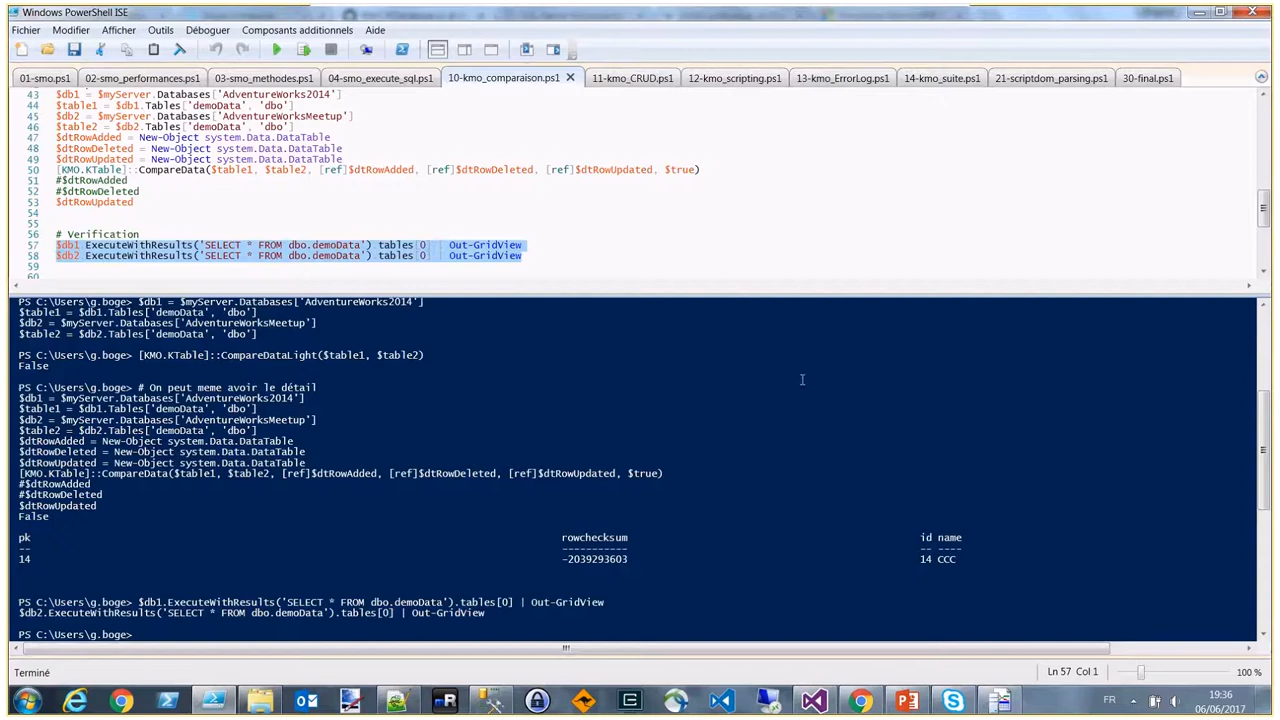 Windows PowerShell ISE
Fichier Modifier Afficher Outils Déboguer Composants additionnels Aide
01-smo.ps1 02-smo_performances.ps1 03-smo_methodes.ps1 04-smo_execute_sql.ps1 10-kmo_comparaison.ps1 11-kmo_CRUD.ps1 12-kmo_scripting.ps1 13-kmo_ErrorLog.ps1 14-kmo_suite.ps1 21-scriptdom_parsing.ps1 30-final.ps1
43 $db1 = $myServer.Databases['AdventureWorks2014']
44 $table1 = $db1.Tables['demoData', 'dbo']
45 $db2 = $myServer.Databases['AdventureWorksMeetup']
46 $table2 = $db2.Tables['demoData', 'dbo']
47 $dtRowAdded = New-Object system.Data.DataTable
48 $dtRowDeleted = New-Object system.Data.DataTable
49 $dtRowUpdated = New-Object system.Data.DataTable
50 [KMO.KTable]::CompareData($table1, $table2, [ref]$dtRowAdded, [ref]$dtRowDeleted, [ref]$dtRowUpdated, $true)
51 #$dtRowAdded
52 #$dtRowDeleted
53 $dtRowUpdated
54
55
56 # Verification
57 $db1 ExecuteWithResults('SELECT * FROM dbo.demoData') tables[0] | Out-GridView
58 $db2 ExecuteWithResults('SELECT * FROM dbo.demoData') tables[0] | Out-GridView
59
60
PS C:\Users\g.boge> $db1 = $myServer.Databases['AdventureWorks2014']
$table1 = $db1.Tables['demoData', 'dbo']
$db2 = $myServer.Databases['AdventureWorksMeetup']
$table2 = $db2.Tables['demoData', 'dbo']
PS C:\Users\g.boge> [KMO.KTable]::CompareDataLight($table1, $table2)
False
PS C:\Users\g.boge> # On peut meme avoir le détail
$db1 = $myServer.Databases['AdventureWorks2014']
$table1 = $db1.Tables['demoData', 'dbo']
$db2 = $myServer.Databases['AdventureWorksMeetup']
$table2 = $db2.Tables['demoData', 'dbo']
$dtRowAdded = New-Object system.Data.DataTable
$dtRowDeleted = New-Object system.Data.DataTable
$dtRowUpdated = New-Object system.Data.DataTable
[KMO.KTable]::CompareData($table1, $table2, [ref]$dtRowAdded, [ref]$dtRowDeleted, [ref]$dtRowUpdated, $true)
#$dtRowAdded
#$dtRowDeleted
$dtRowUpdated
False
pk rowchecksum id name
-- ----------- -- ----
14 -2039293603 14 CCC
PS C:\Users\g.boge> $db1.ExecuteWithResults('SELECT * FROM dbo.demoData').tables[0] | Out-GridView
$db2.ExecuteWithResults('SELECT * FROM dbo.demoData').tables[0] | Out-GridView
PS C:\Users\g.boge>
Terminé Ln 57 Col 1 100 %
FR 19:36
06/06/2017